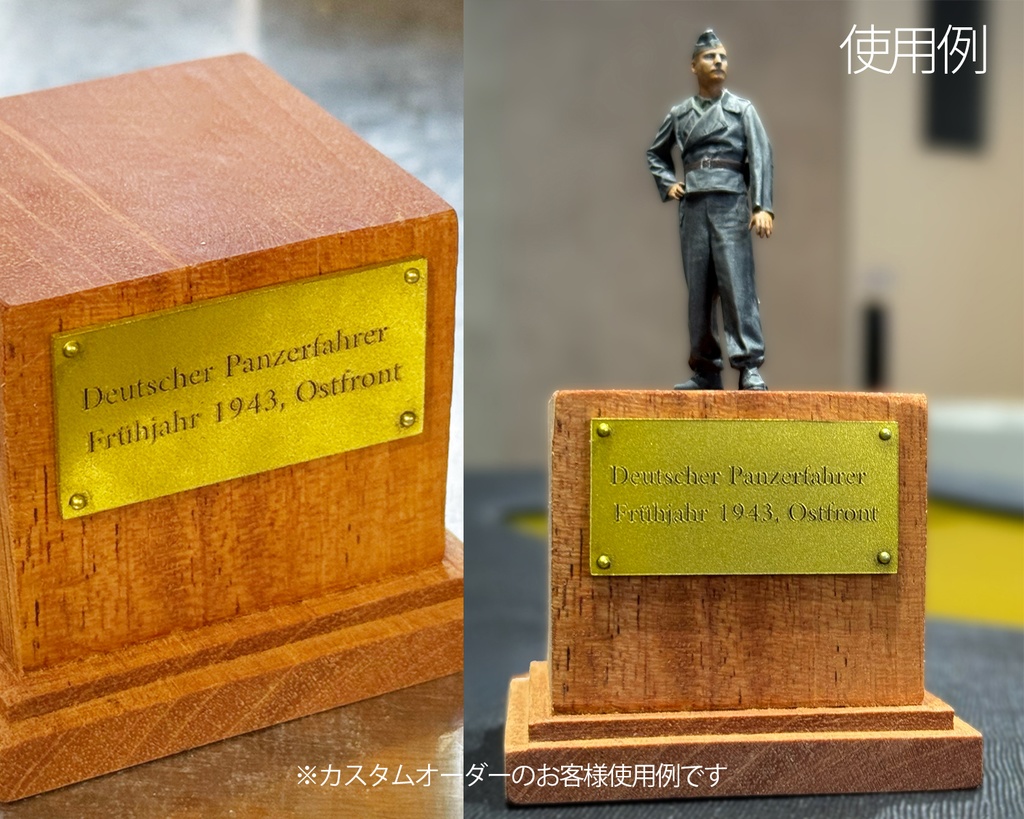 使用例
Deutscher Panzerfahrer
Frühjahr 1943, Ostfront
Deutscher Panzerfahrer
Frühjahr 1943, Ostfront
※カスタムオーダーのお客様使用例です